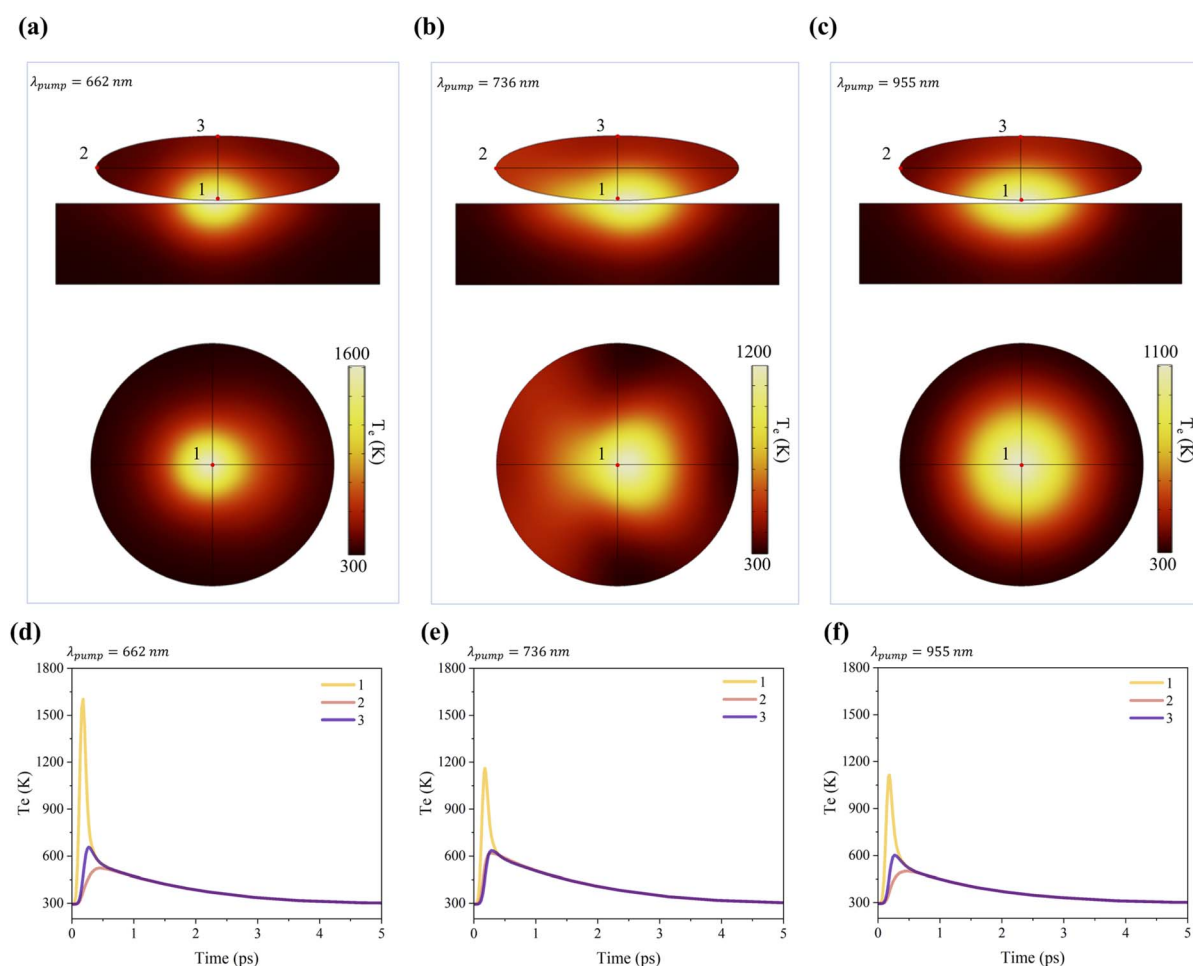 (a)
λpump = 662 nm
3
2
1
1
1600
Te (K)
300
(b)
λpump = 736 nm
3
2
1
1
1200
Te (K)
300
(c)
λpump = 955 nm
3
2
1
1
1100
Te (K)
300
(d)
λpump = 662 nm
1800
1500
1200
900
600
300
Te (K)
1
2
3
0 1 2 3 4 5
Time (ps)
(e)
λpump = 736 nm
1800
1500
1200
900
600
300
Te (K)
1
2
3
0 1 2 3 4 5
Time (ps)
(f)
λpump = 955 nm
1800
1500
1200
900
600
300
Te (K)
1
2
3
0 1 2 3 4 5
Time (ps)